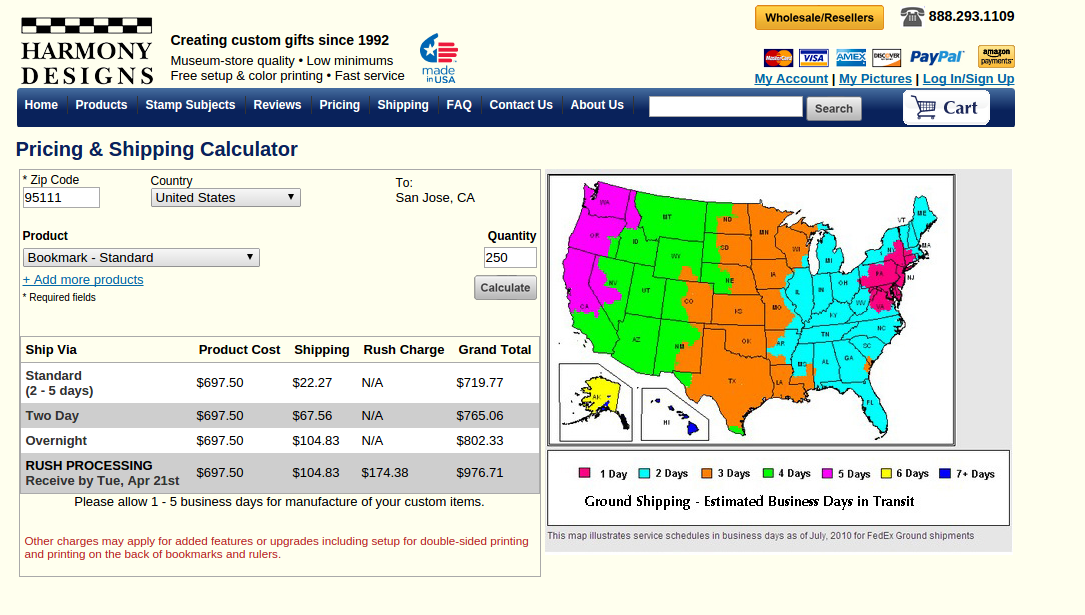 HARMONY
DESIGNS
Creating custom gifts since 1992
Museum-store quality • Low minimums
Free setup & color printing • Fast service
made
in USA
Wholesale/Resellers
888.293.1109
MasterCard VISA AMEX DISCOVER PayPal amazon payments
My Account | My Pictures | Log In/Sign Up
Home Products Stamp Subjects Reviews Pricing Shipping FAQ Contact Us About Us Search Cart
Pricing & Shipping Calculator
* Zip Code Country To:
95111 United States San Jose, CA
Product Quantity
Bookmark - Standard 250
+ Add more products
* Required fields
Calculate
Ship Via Product Cost Shipping Rush Charge Grand Total
Standard
(2 - 5 days) $697.50 $22.27 N/A $719.77
Two Day $697.50 $67.56 N/A $765.06
Overnight $697.50 $104.83 N/A $802.33
RUSH PROCESSING
Receive by Tue, Apr 21st $697.50 $104.83 $174.38 $976.71
Please allow 1 - 5 business days for manufacture of your custom items.
Other charges may apply for added features or upgrades including setup for double-sided printing
and printing on the back of bookmarks and rulers.
WA MT ND MN ME VT
OR ID SD WI MI NY MA
WY IA PA NJ
NV UT NE IL IN OH
CA CO KS MO WV VA
KY
AZ NM OK AR TN NC
SC
TX LA MS AL GA
FL
AK HI
1 Day 2 Days 3 Days 4 Days 5 Days 6 Days 7+ Days
Ground Shipping - Estimated Business Days in Transit
This map illustrates service schedules in business days as of July, 2010 for FedEx Ground shipments